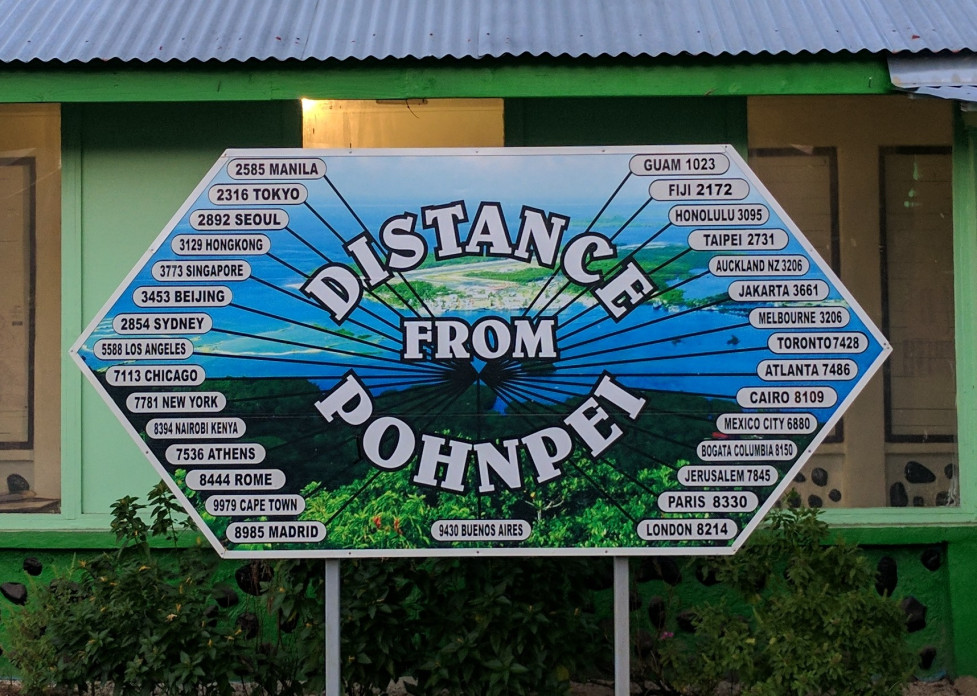 DISTANCE
FROM
POHNPEI
2585 MANILA
2316 TOKYO
2892 SEOUL
3129 HONGKONG
3773 SINGAPORE
3453 BEIJING
2854 SYDNEY
5588 LOS ANGELES
7113 CHICAGO
7781 NEW YORK
8394 NAIROBI KENYA
7536 ATHENS
8444 ROME
9979 CAPE TOWN
8985 MADRID
9430 BUENOS AIRES
GUAM 1023
FIJI 2172
HONOLULU 3095
TAIPEI 2731
AUCKLAND NZ 3206
JAKARTA 3661
MELBOURNE 3206
TORONTO 7428
ATLANTA 7486
CAIRO 8109
MEXICO CITY 6880
BOGATA COLUMBIA 8150
JERUSALEM 7845
PARIS 8330
LONDON 8214